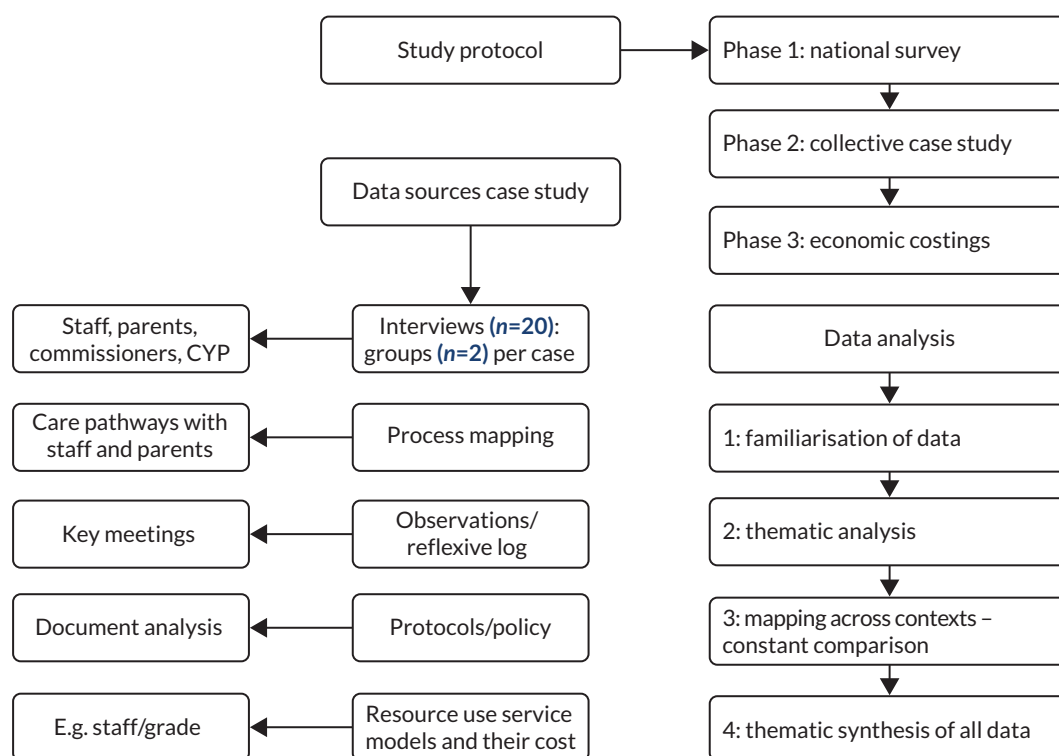 Study protocol
Phase 1: national survey
Phase 2: collective case study
Phase 3: economic costings
Data sources case study
Interviews (n=20):
groups (n=2) per case
Staff, parents,
commissioners, CYP
Process mapping
Care pathways with
staff and parents
Observations/
reflexive log
Key meetings
Protocols/policy
Document analysis
Resource use service
models and their cost
E.g. staff/grade
Data analysis
1: familiarisation of data
2: thematic analysis
3: mapping across contexts –
constant comparison
4: thematic synthesis of all data